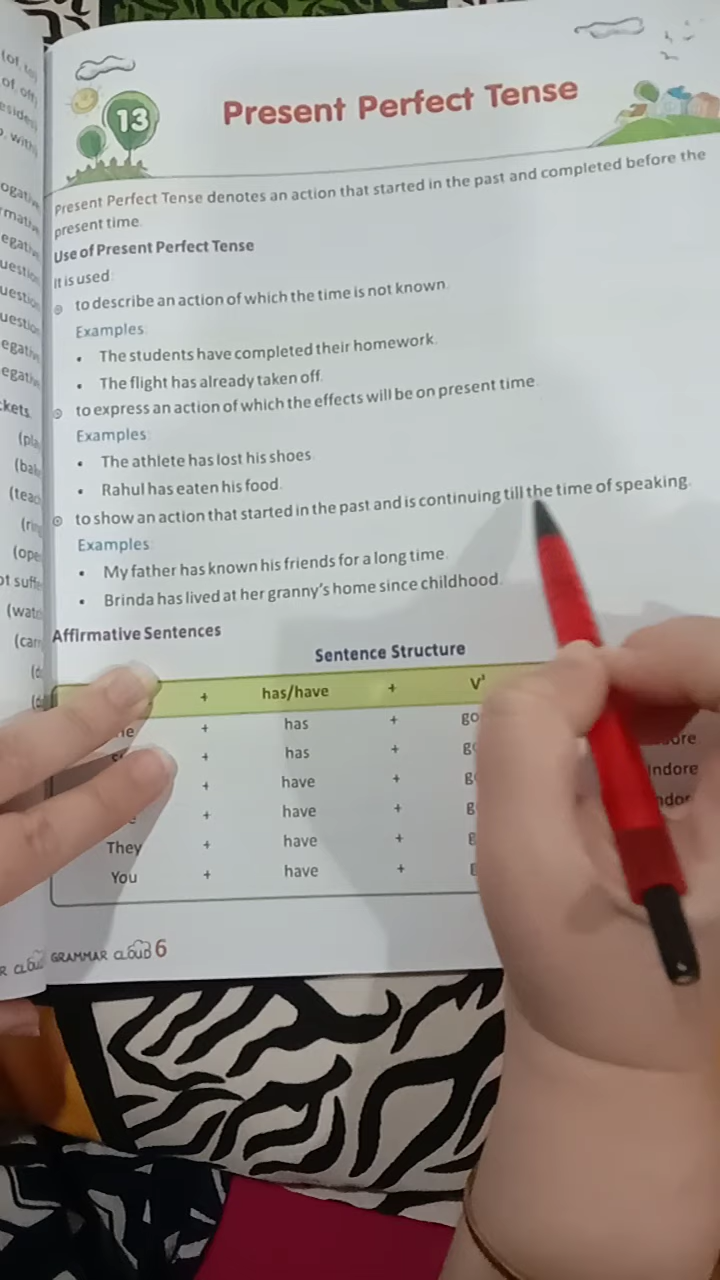 13
Present Perfect Tense
Present Perfect Tense denotes an action that started in the past and completed before the
present time.
Use of Present Perfect Tense
It is used:
to describe an action of which the time is not known.
Examples:
• The students have completed their homework.
• The flight has already taken off.
to express an action of which the effects will be on present time.
Examples:
• The athlete has lost his shoes.
• Rahul has eaten his food.
to show an action that started in the past and is continuing till the time of speaking.
Examples:
• My father has known his friends for a long time.
• Brinda has lived at her granny's home since childhood.
Affirmative Sentences
Sentence Structure
+ has/have +
+ has +
+ has +
+ have + Indore
+ have +
They + have +
You + have +
GRAMMAR CLOUD 6